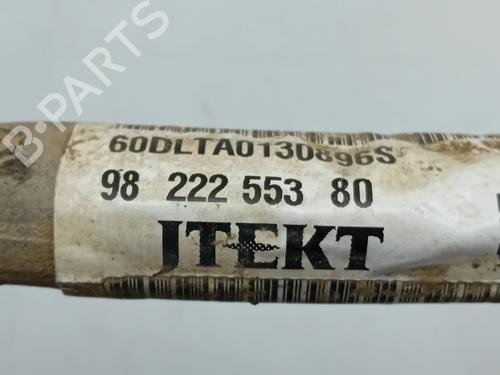 B-PARTS
60DLTA0130896S
98 222 553 80
JTEKT